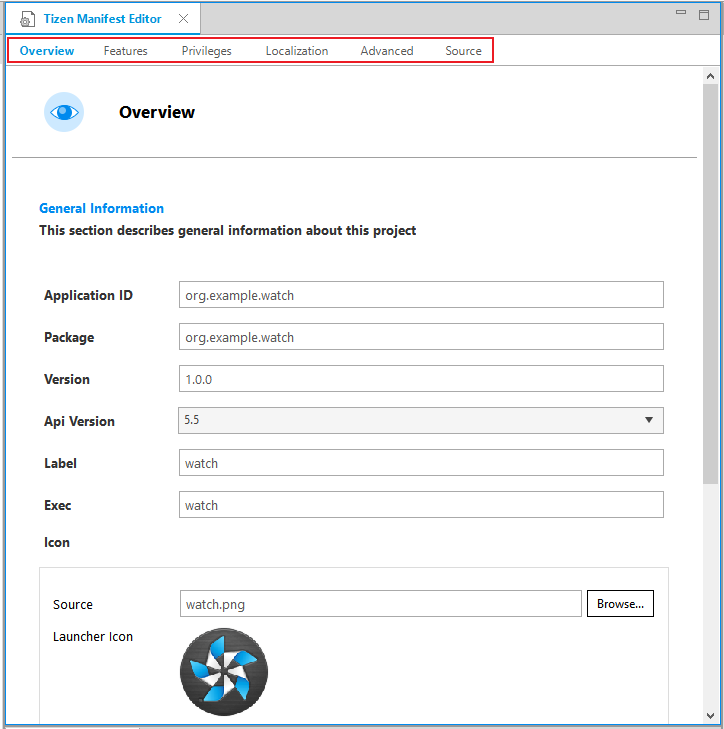 Tizen Manifest Editor
Overview Features Privileges Localization Advanced Source
Overview
General Information
This section describes general information about this project
Application ID org.example.watch
Package org.example.watch
Version 1.0.0
Api Version 5.5
Label watch
Exec watch
Icon
Source watch.png Browse...
Launcher Icon